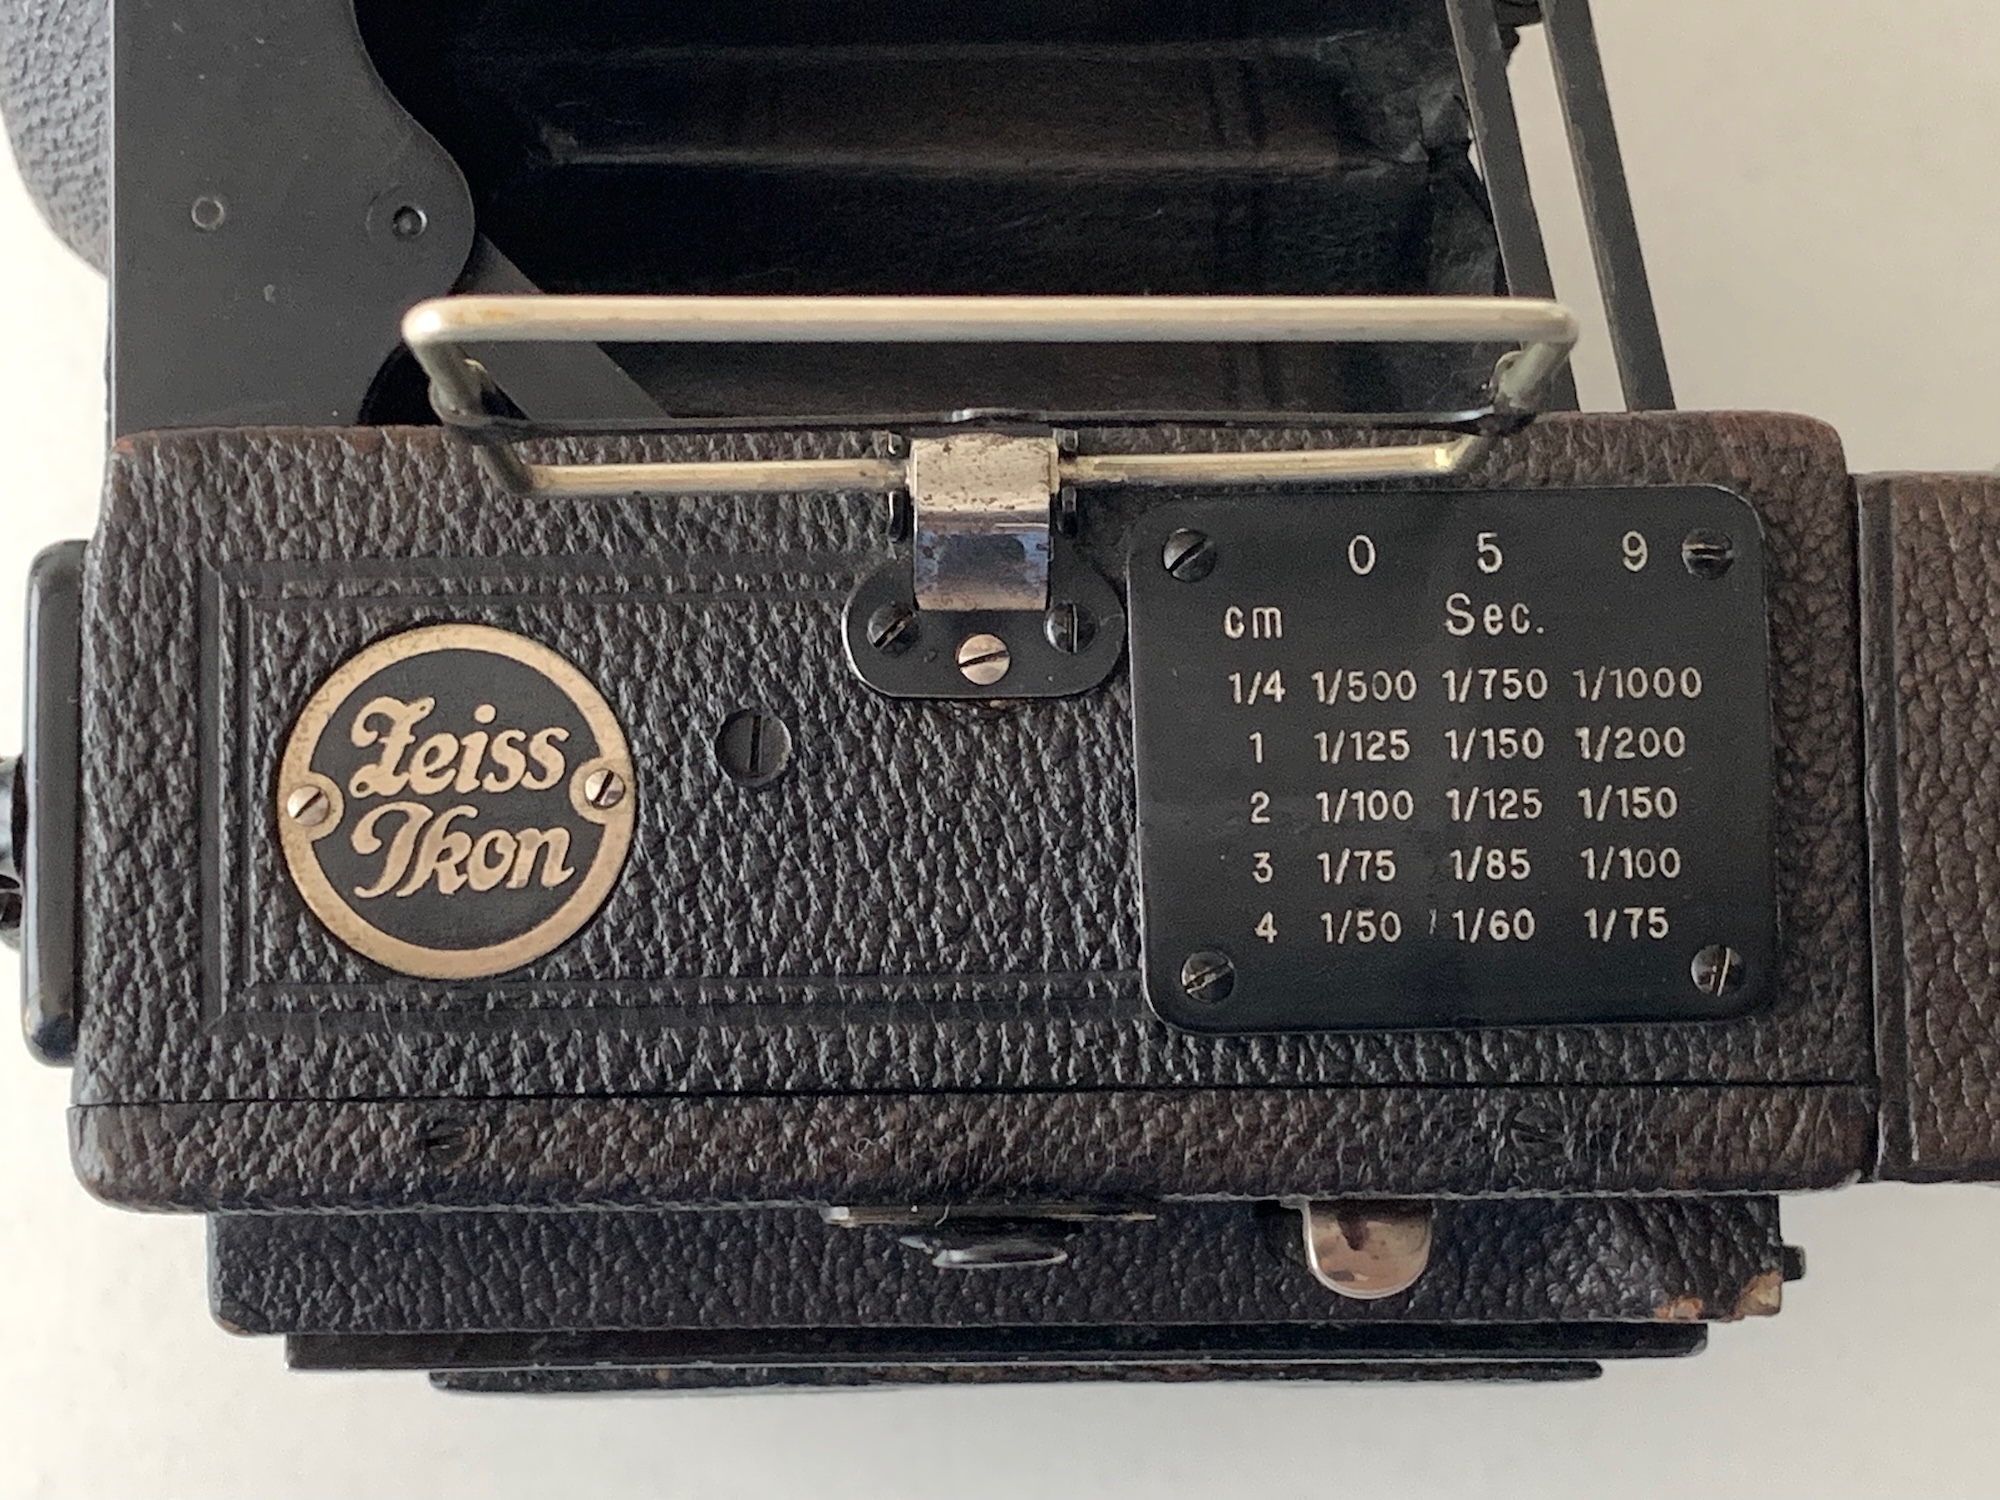 Zeiss
Ikon
0 5 9
cm Sec.
1/4 1/500 1/750 1/1000
1 1/125 1/150 1/200
2 1/100 1/125 1/150
3 1/75 1/85 1/100
4 1/50 1/60 1/75